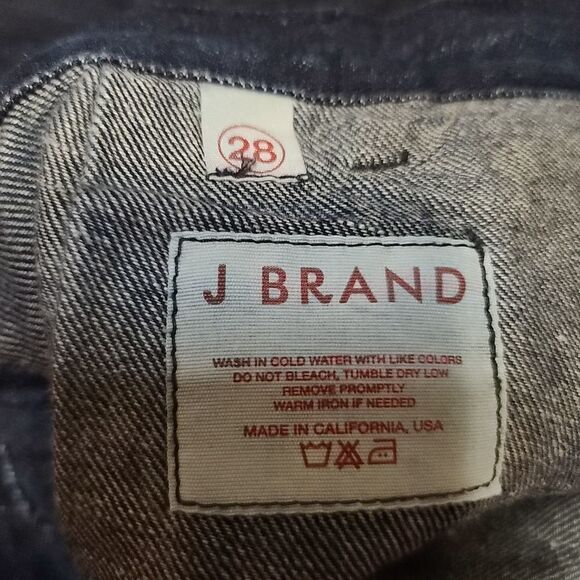 28
J BRAND
WASH IN COLD WATER WITH LIKE COLORS
DO NOT BLEACH, TUMBLE DRY LOW
REMOVE PROMPTLY
WARM IRON IF NEEDED
MADE IN CALIFORNIA, USA